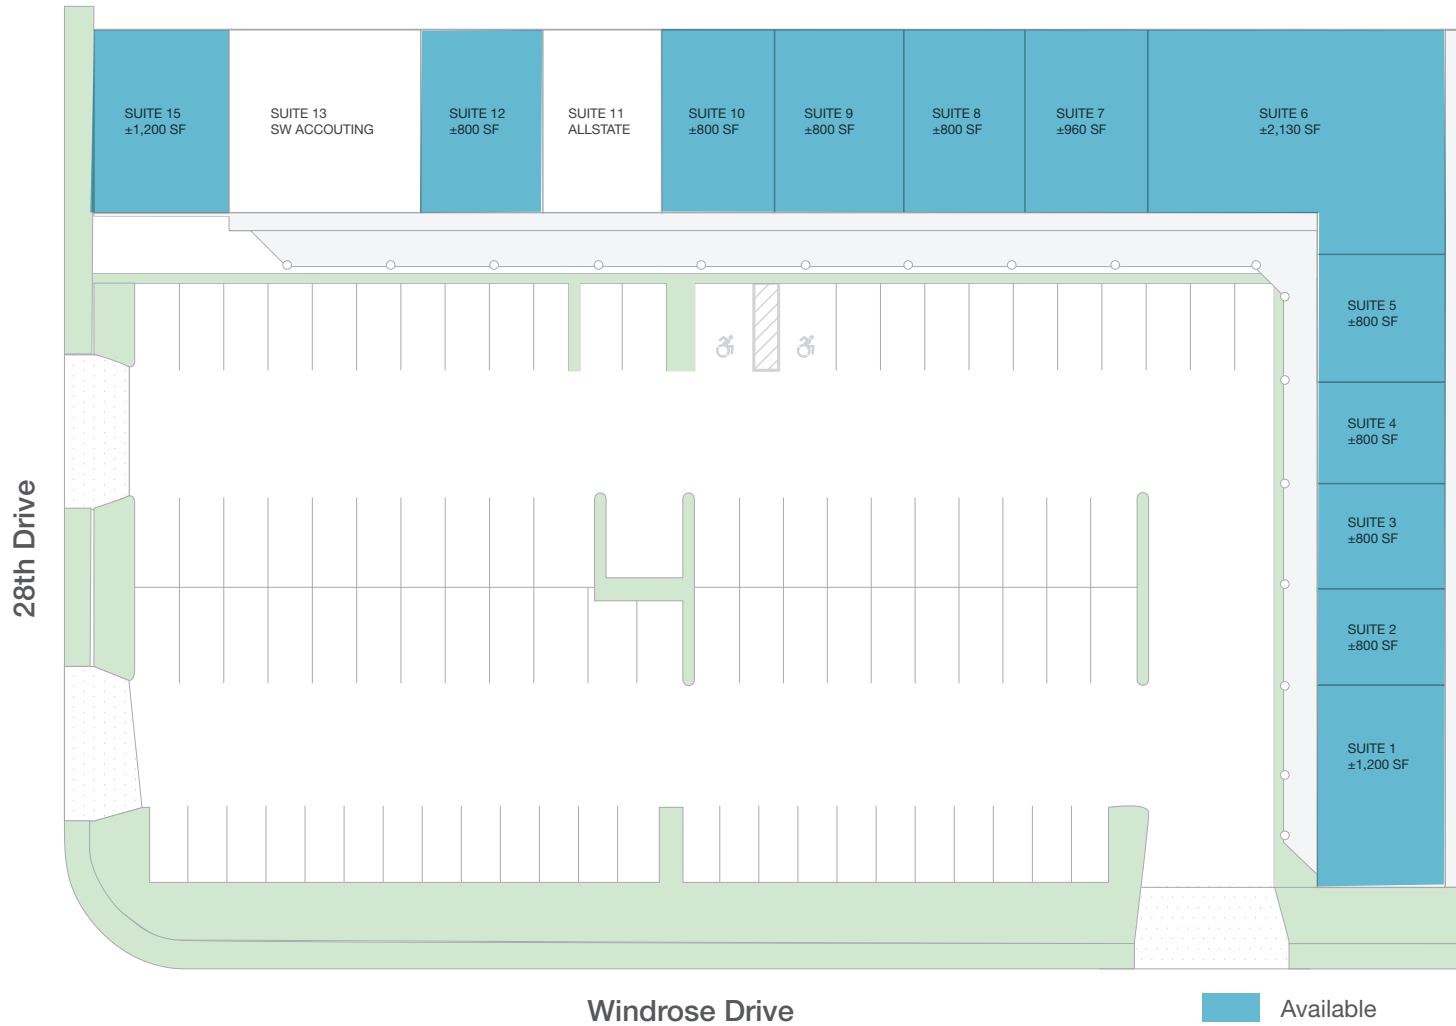 SUITE 15
±1,200 SF
SUITE 13
SW ACCOUTING
SUITE 12
±800 SF
SUITE 11
ALLSTATE
SUITE 10
±800 SF
SUITE 9
±800 SF
SUITE 8
±800 SF
SUITE 7
±960 SF
SUITE 6
±2,130 SF
SUITE 5
±800 SF
SUITE 4
±800 SF
SUITE 3
±800 SF
SUITE 2
±800 SF
SUITE 1
±1,200 SF
28th Drive
Windrose Drive
Available